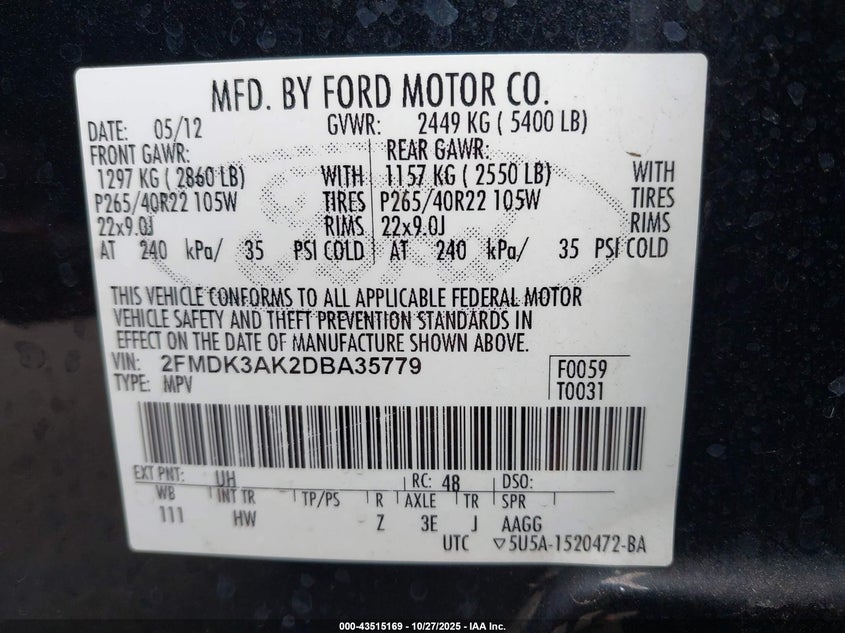 MFD. BY FORD MOTOR CO.
DATE: 05/12 GVWR: 2449 KG ( 5400 LB)
FRONT GAWR: REAR GAWR:
1297 KG ( 2860 LB) WITH 1157 KG ( 2550 LB) WITH
P265/40R22 105W TIRES P265/40R22 105W TIRES
22x9.0J RIMS 22x9.0J RIMS
AT 240 kPa/ 35 PSI COLD AT 240 kPa/ 35 PSI COLD
THIS VEHICLE CONFORMS TO ALL APPLICABLE FEDERAL MOTOR
VEHICLE SAFETY AND THEFT PREVENTION STANDARDS IN
EFFECT ON THE DATE OF MANUFACTURE SHOWN ABOVE.
VIN: 2FMDK3AK2DBA35779 F0059
TYPE: MPV T0031
EXT PNT: UH RC: 48 DSO:
WB INT TR TP/PS R AXLE TR SPR
111 HW Z 3E J AAGG
UTC ▽5U5A-1520472-BA
000-43515169 - 10/27/2025 - IAA Inc.